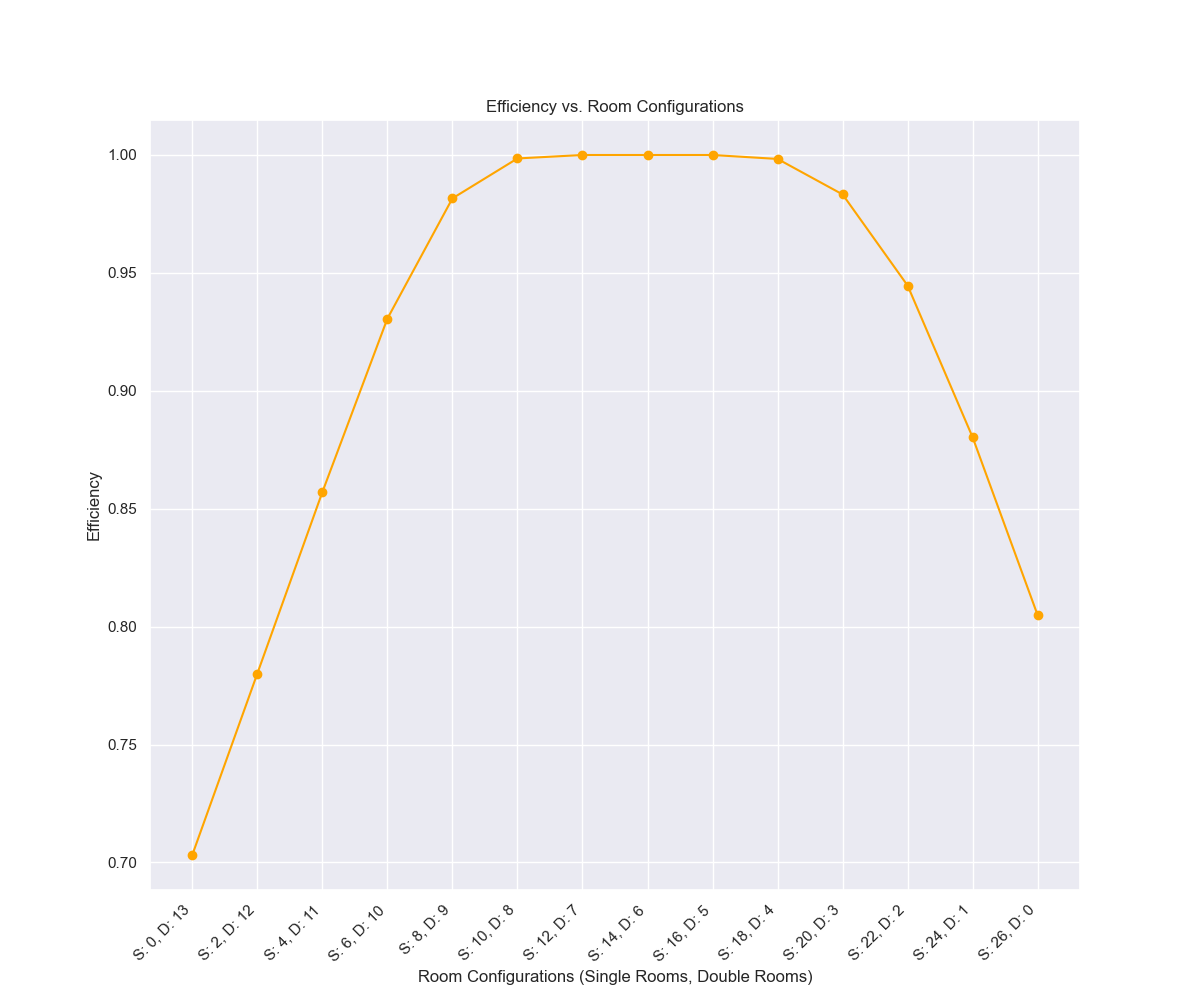 Efficiency vs. Room Configurations
Efficiency
1.00
0.95
0.90
0.85
0.80
0.75
0.70
S: 0, D: 13
S: 2, D: 12
S: 4, D: 11
S: 6, D: 10
S: 8, D: 9
S: 10, D: 8
S: 12, D: 7
S: 14, D: 6
S: 16, D: 5
S: 18, D: 4
S: 20, D: 3
S: 22, D: 2
S: 24, D: 1
S: 26, D: 0
Room Configurations (Single Rooms, Double Rooms)